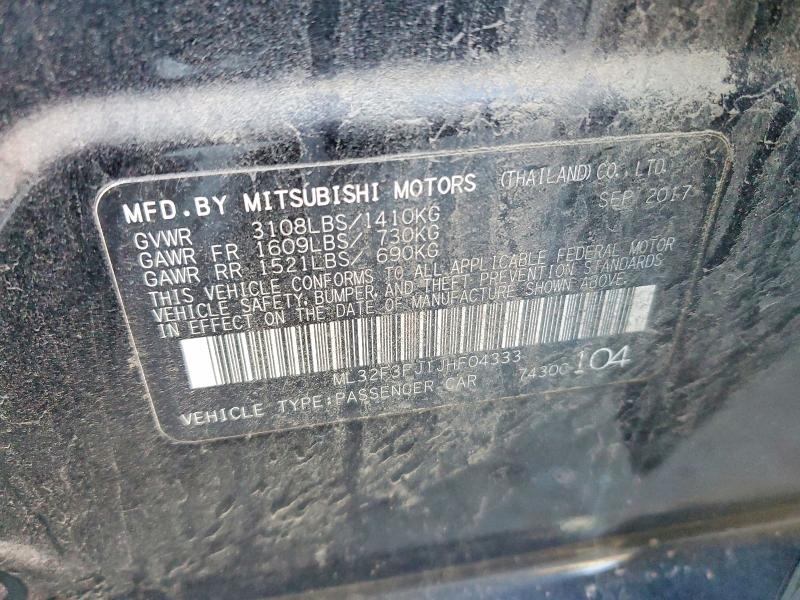 MFD.BY MITSUBISHI MOTORS (THAILAND)CO.,LTD.
SEP 2017
GVWR 3108LBS/1410KG
GAWR FR 1609LBS/ 730KG
GAWR RR 1521LBS/ 690KG
THIS VEHICLE CONFORMS TO ALL APPLICABLE FEDERAL MOTOR
VEHICLE SAFETY, BUMPER, AND THEFT PREVENTION STANDARDS
IN EFFECT ON THE DATE OF MANUFACTURE SHOWN ABOVE.
ML32F3FJ1JHF04333
VEHICLE TYPE:PASSENGER CAR 7430C 104